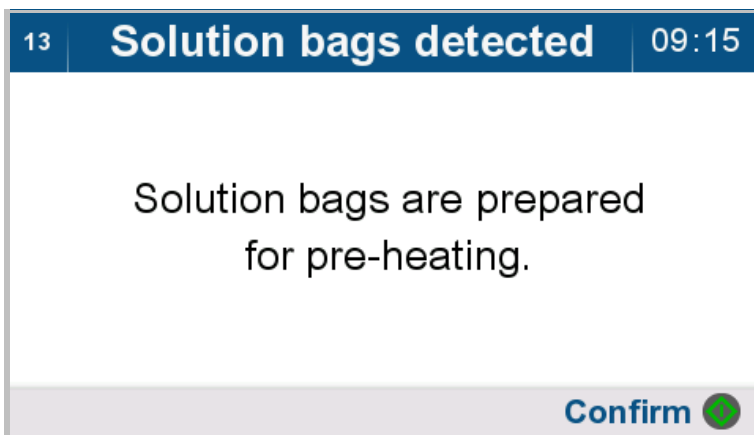 13 Solution bags detected 09:15
Solution bags are prepared
for pre-heating.
Confirm